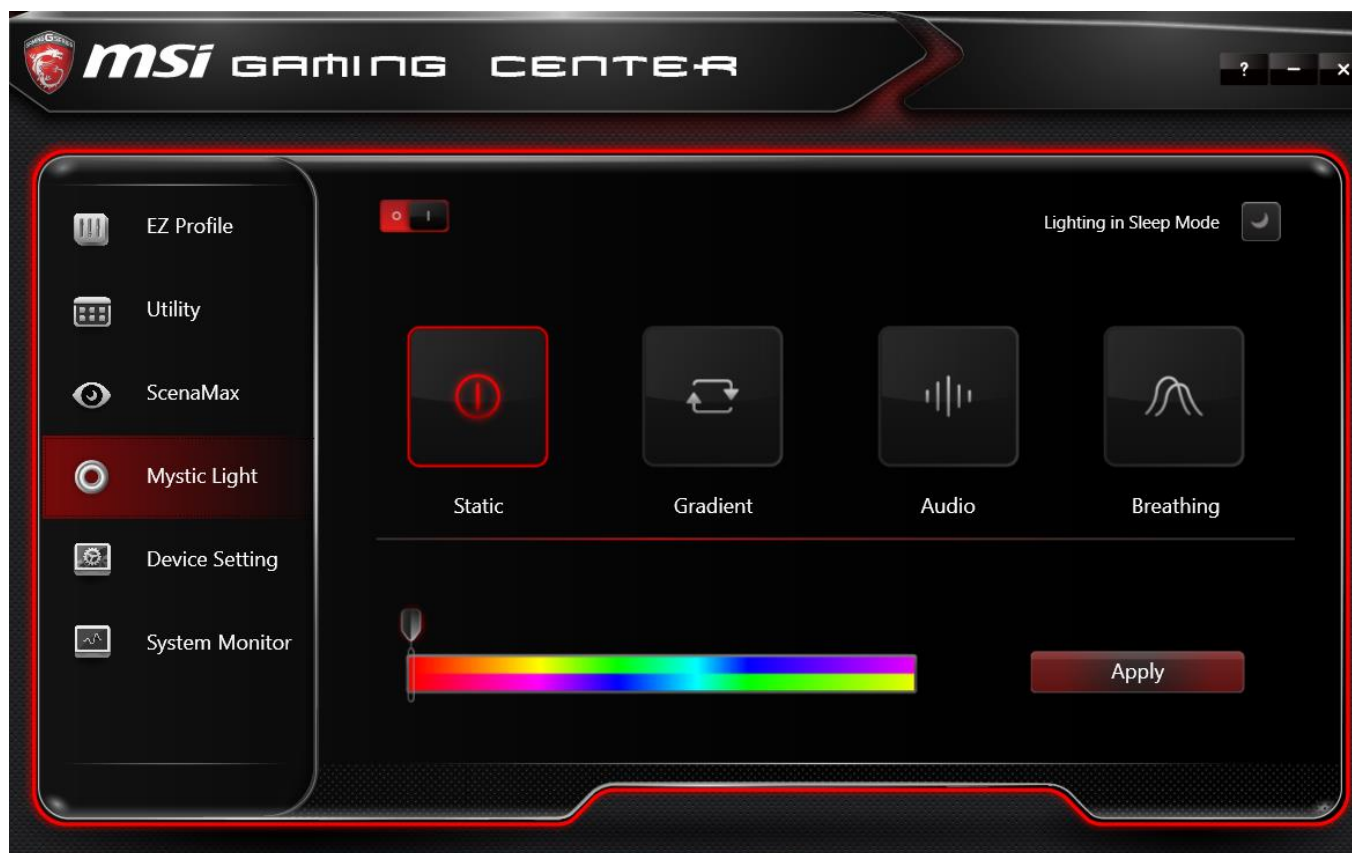 msi GAMING CENTER
? — ×
EZ Profile
Utility
ScenaMax
Mystic Light
Device Setting
System Monitor
O I
Lighting in Sleep Mode
Static
Gradient
Audio
Breathing
Apply